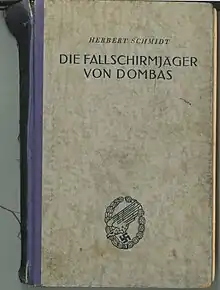 HERBERT SCHMIDT
DIE FALLSCHIRMJÄGER
VON DOMBAS